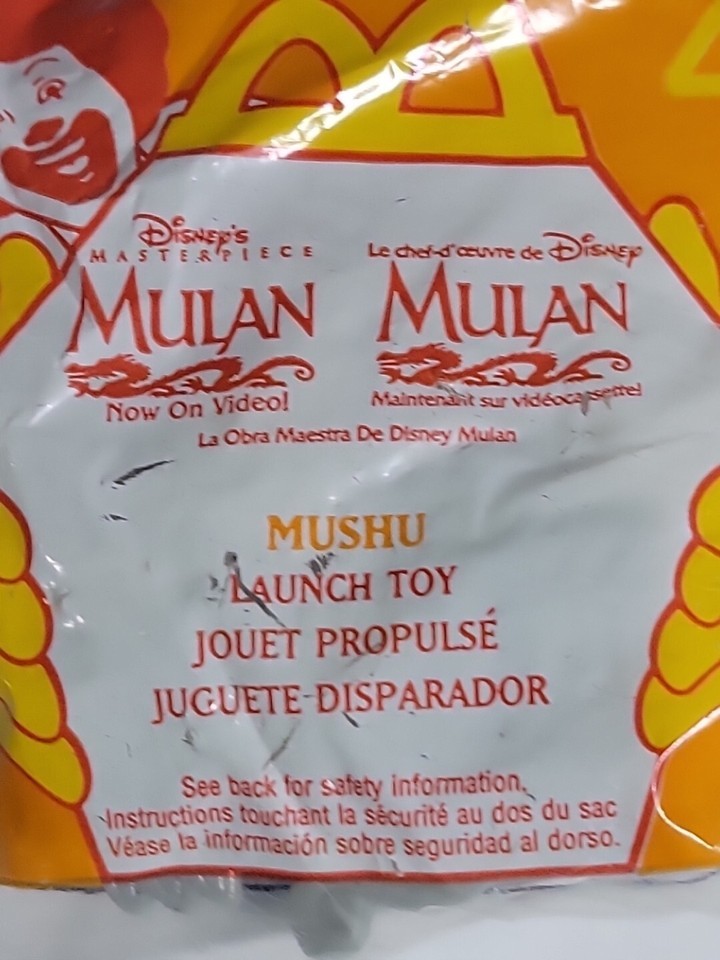 Disney's
MASTERPIECE
MULAN
Now On Video!
Le chef-d'œuvre de Disney
MULAN
Maintenant sur vidéocassette!
La Obra Maestra De Disney Mulan
MUSHU
LAUNCH TOY
JOUET PROPULSÉ
JUGUETE-DISPARADOR
See back for safety information.
Instructions touchant la sécurité au dos du sac
Véase la información sobre seguridad al dorso.